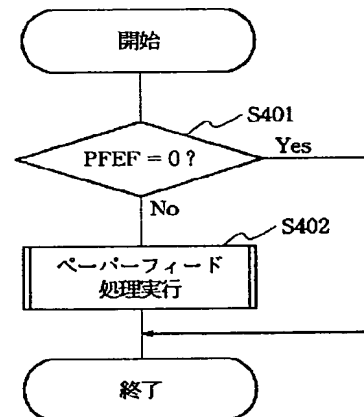 開始
S401
PFEF = 0 ?
Yes
No
S402
ペーパーフィード
処理実行
終了